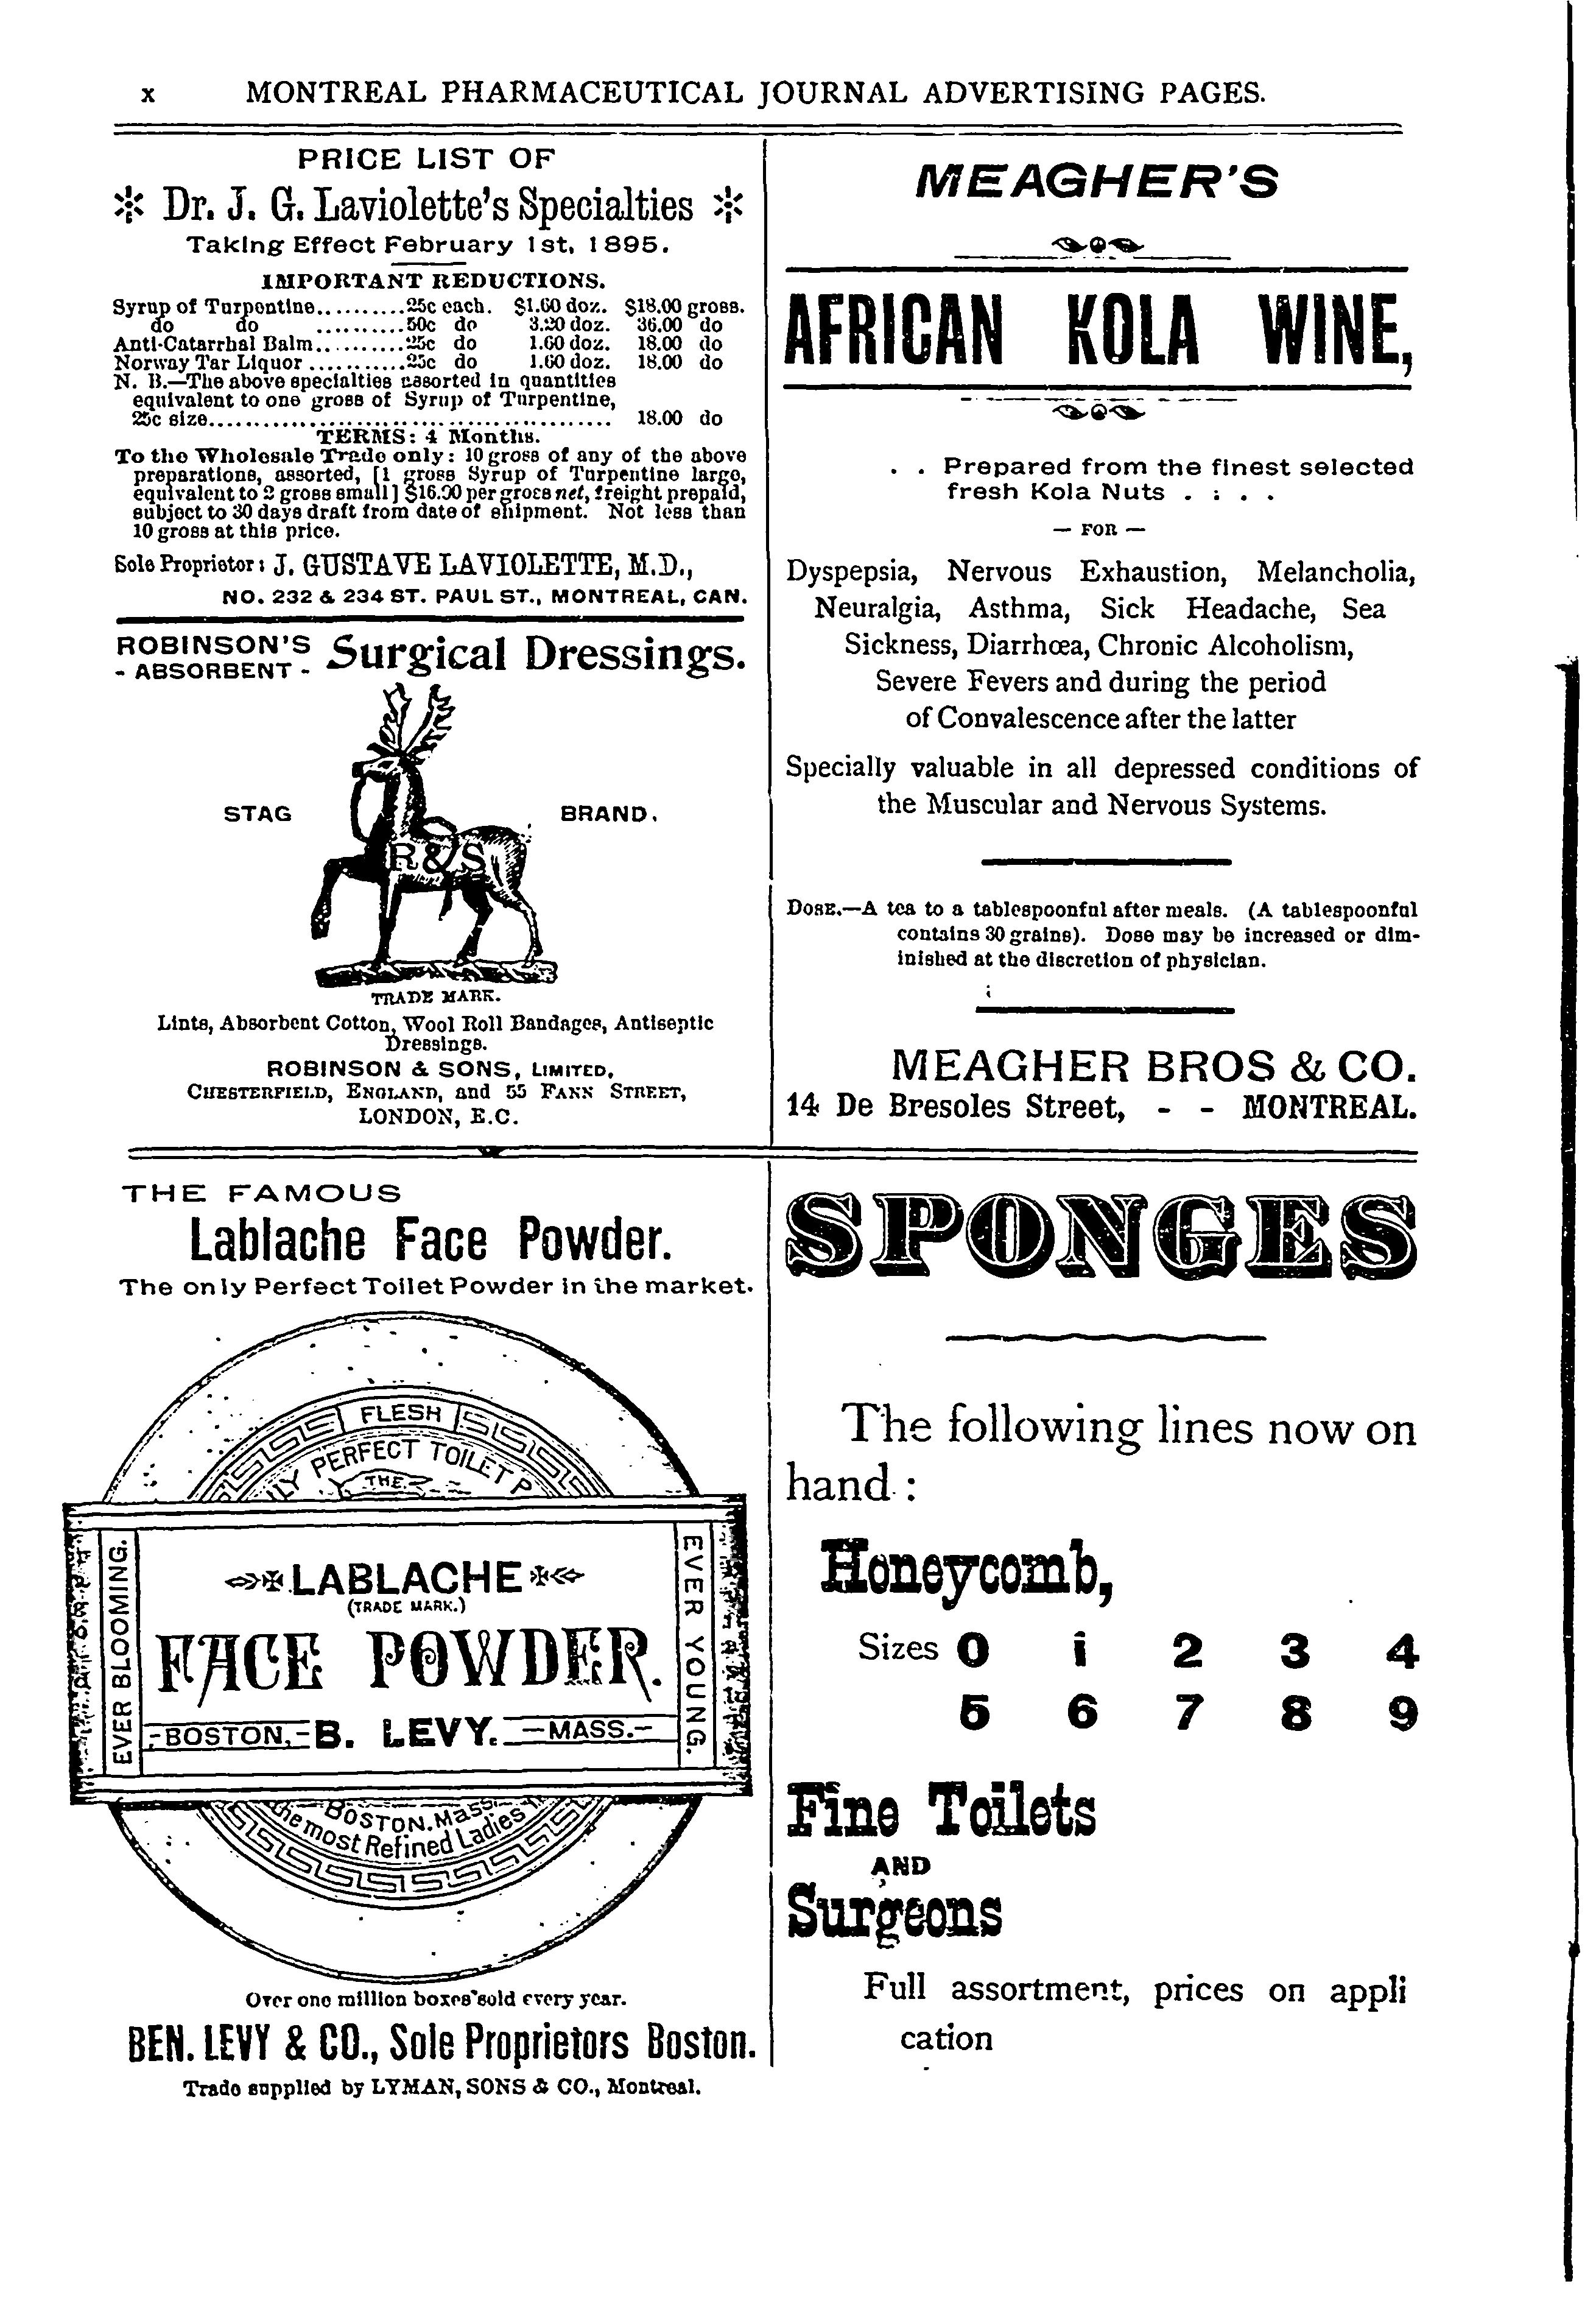 x MONTREAL PHARMACEUTICAL JOURNAL ADVERTISING PAGES.
PRICE LIST OF
Dr. J. G. Laviolette's Specialties
Taking Effect February 1st, 1895.
IMPORTANT REDUCTIONS.
Syrup of Turpentine..........25c each. $1.60 doz. $18.00 gross.
do do ..........50c do 3.20 doz. 36.00 do
Anti-Catarrhal Balm..........25c do 1.60 doz. 18.00 do
Norway Tar Liquor ...........25c do 1.60 doz. 18.00 do
N. B.—The above specialties assorted in quantities
equivalent to one gross of Syrup of Turpentine,
25c size............................................ 18.00 do
TERMS: 4 Months.
To the Wholesale Trade only: 10 gross of any of the above
preparations, assorted, [1 gross Syrup of Turpentine large,
equivalent to 2 gross small] $16.00 per gross net, freight prepaid,
subject to 30 days draft from date of shipment. Not less than
10 gross at this price.
Sole Proprietor: J. GUSTAVE LAVIOLETTE, M.D.,
NO. 232 & 234 ST. PAUL ST., MONTREAL, CAN.
ROBINSON'S
- ABSORBENT -
Surgical Dressings.
STAG BRAND.
R&S
TRADE MARK.
Lints, Absorbent Cotton, Wool Roll Bandages, Antiseptic
Dressings.
ROBINSON & SONS, LIMITED,
CHESTERFIELD, ENGLAND, and 55 FANN STREET,
LONDON, E.C.
MEAGHER'S
AFRICAN KOLA WINE,
. . Prepared from the finest selected
fresh Kola Nuts . : . .
— FOR —
Dyspepsia, Nervous Exhaustion, Melancholia,
Neuralgia, Asthma, Sick Headache, Sea
Sickness, Diarrhœa, Chronic Alcoholism,
Severe Fevers and during the period
of Convalescence after the latter
Specially valuable in all depressed conditions of
the Muscular and Nervous Systems.
DOSE.—A tea to a tablespoonful after meals. (A tablespoonful
contains 30 grains). Dose may be increased or dim-
inished at the discretion of physician.
MEAGHER BROS & CO.
14 De Bresoles Street, - - MONTREAL.
THE FAMOUS
Lablache Face Powder.
The only Perfect Toilet Powder in the market.
FLESH
PERFECT TOILET P
THE
EVER BLOOMING.
LABLACHE
(TRADE MARK.)
FACE POWDER.
-BOSTON,- B. LEVY. -MASS.-
EVER YOUNG.
BOSTON. Mass.
the most Refined Ladies
Over one million boxes sold every year.
BEN. LEVY & CO., Sole Proprietors Boston.
Trade supplied by LYMAN, SONS & CO., Montreal.
SPONGES
The following lines now on
hand :
Honeycomb,
Sizes 0 1 2 3 4
5 6 7 8 9
Fine Toilets
AND
Surgeons
Full assortment, prices on appli
cation